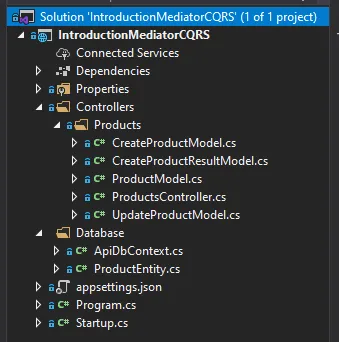 Solution 'IntroductionMediatorCQRS' (1 of 1 project)
IntroductionMediatorCQRS
Connected Services
Dependencies
Properties
Controllers
Products
C# CreateProductModel.cs
C# CreateProductResultModel.cs
C# ProductModel.cs
C# ProductsController.cs
C# UpdateProductModel.cs
Database
C# ApiDbContext.cs
C# ProductEntity.cs
appsettings.json
C# Program.cs
C# Startup.cs